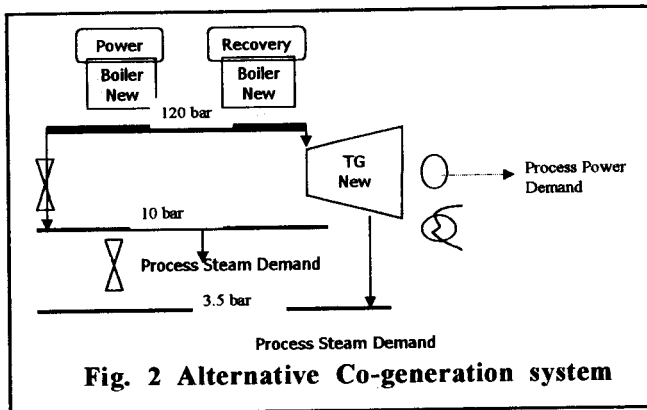 Power
Boiler
New
Recovery
Boiler
New
120 bar
TG
New
Process Power
Demand
10 bar
Process Steam Demand
3.5 bar
Process Steam Demand
Fig. 2 Alternative Co-generation system